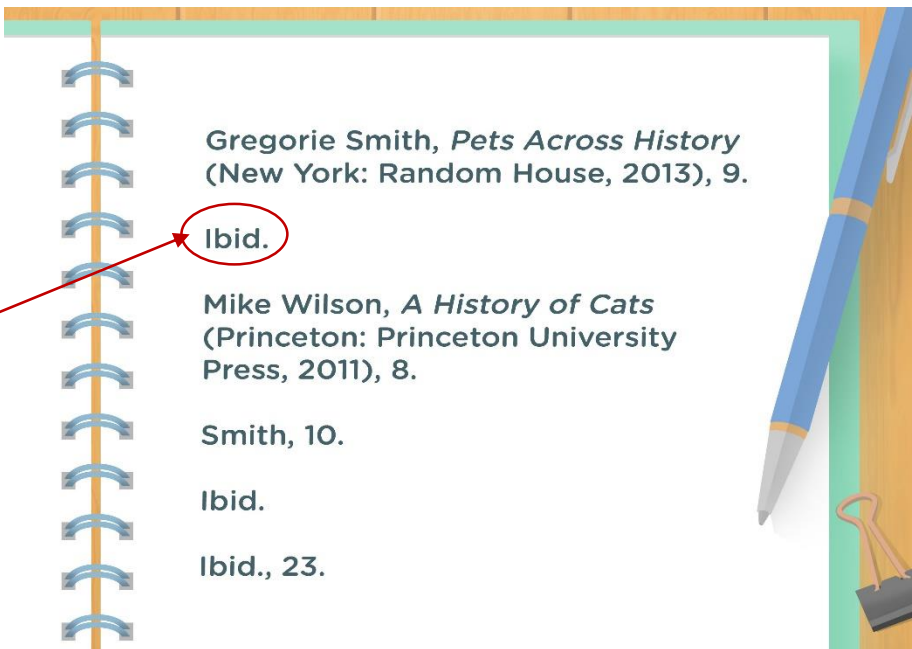 Gregorie Smith, Pets Across History
(New York: Random House, 2013), 9.
Ibid.
Mike Wilson, A History of Cats
(Princeton: Princeton University
Press, 2011), 8.
Smith, 10.
Ibid.
Ibid., 23.